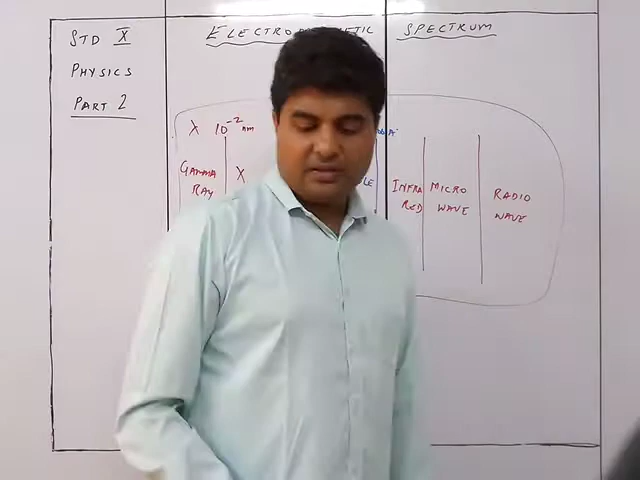 STD X
PHYSICS
PART 2
SPECTRUM
10⁻² nm
GAMMA
RAY
X
INFRA
RED
MICRO
WAVE
RADIO
WAVE